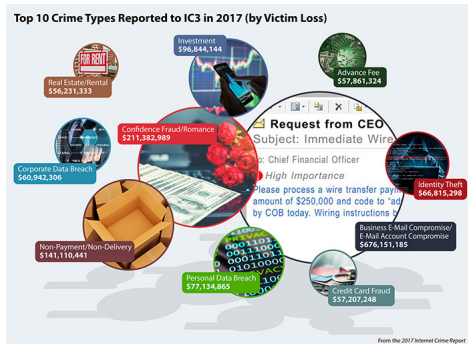 Top 10 Crime Types Reported to IC3 in 2017 (by Victim Loss)
Investment
$96,844,144
FOR RENT
Real Estate/Rental
$56,231,333
Advance Fee
$57,861,324
Request from CEO
Subject: Immediate Wire
To: Chief Financial Officer
High Importance
Please process a wire transfer paym
amount of $250,000 and code to "ad
by COB today. Wiring instructions b
Confidence Fraud/Romance
$211,382,989
Corporate Data Breach
$60,942,306
Identity Theft
$66,815,298
Business E-Mail Compromise/
E-Mail Account Compromise
$676,151,185
Non-Payment/Non-Delivery
$141,110,441
PRIVACY
Personal Data Breach
$77,134,865
Credit Card Fraud
$57,207,248
From the 2017 Internet Crime Report